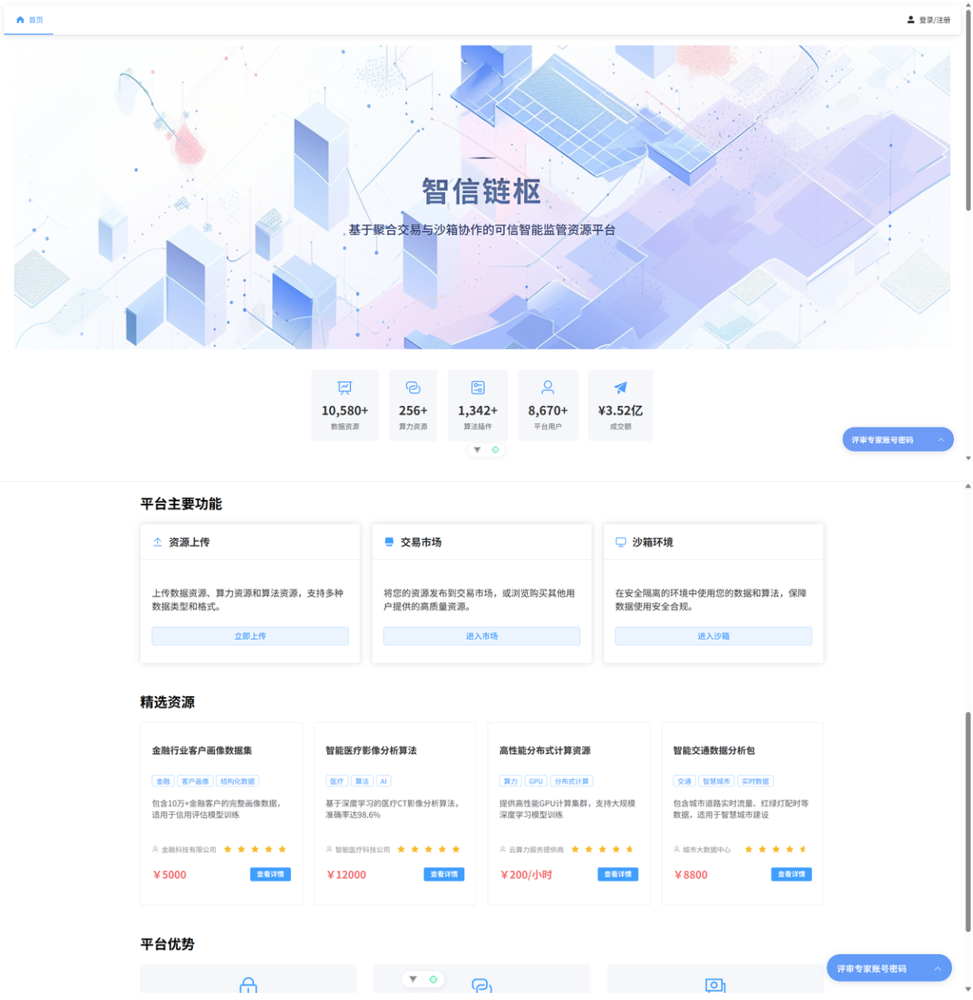 首页
登录/注册
智信链枢
基于聚合交易与沙箱协作的可信智能监管资源平台
10,580+
数据资源
256+
算力资源
1,342+
算法插件
8,670+
平台用户
¥3.52亿
成交额
评审专家账号密码
平台主要功能
资源上传
上传数据资源、算力资源和算法资源，支持多种
数据类型和格式。
立即上传
交易市场
将您的资源发布到交易市场，或浏览购买其他用
户提供的高质量资源。
进入市场
沙箱环境
在安全隔离的环境中使用您的数据和算法，保障
数据使用安全合规。
进入沙箱
精选资源
金融行业客户画像数据集
金融 客户画像 结构化数据
包含10万+金融客户的完整画像数据，
适用于信用评估模型训练
金融科技有限公司
￥5000 查看详情
智能医疗影像分析算法
医疗 算法 AI
基于深度学习的医疗CT影像分析算法，
准确率达98.6%
智能医疗科技公司
￥12000 查看详情
高性能分布式计算资源
算力 GPU 分布式计算
提供高性能GPU计算集群，支持大规模
深度学习模型训练
云算力服务提供商
￥200/小时 查看详情
智能交通数据分析包
交通 智慧城市 实时数据
包含城市道路实时流量、红绿灯配时等
数据，适用于智慧城市建设
城市大数据中心
￥8800 查看详情
平台优势
评审专家账号密码